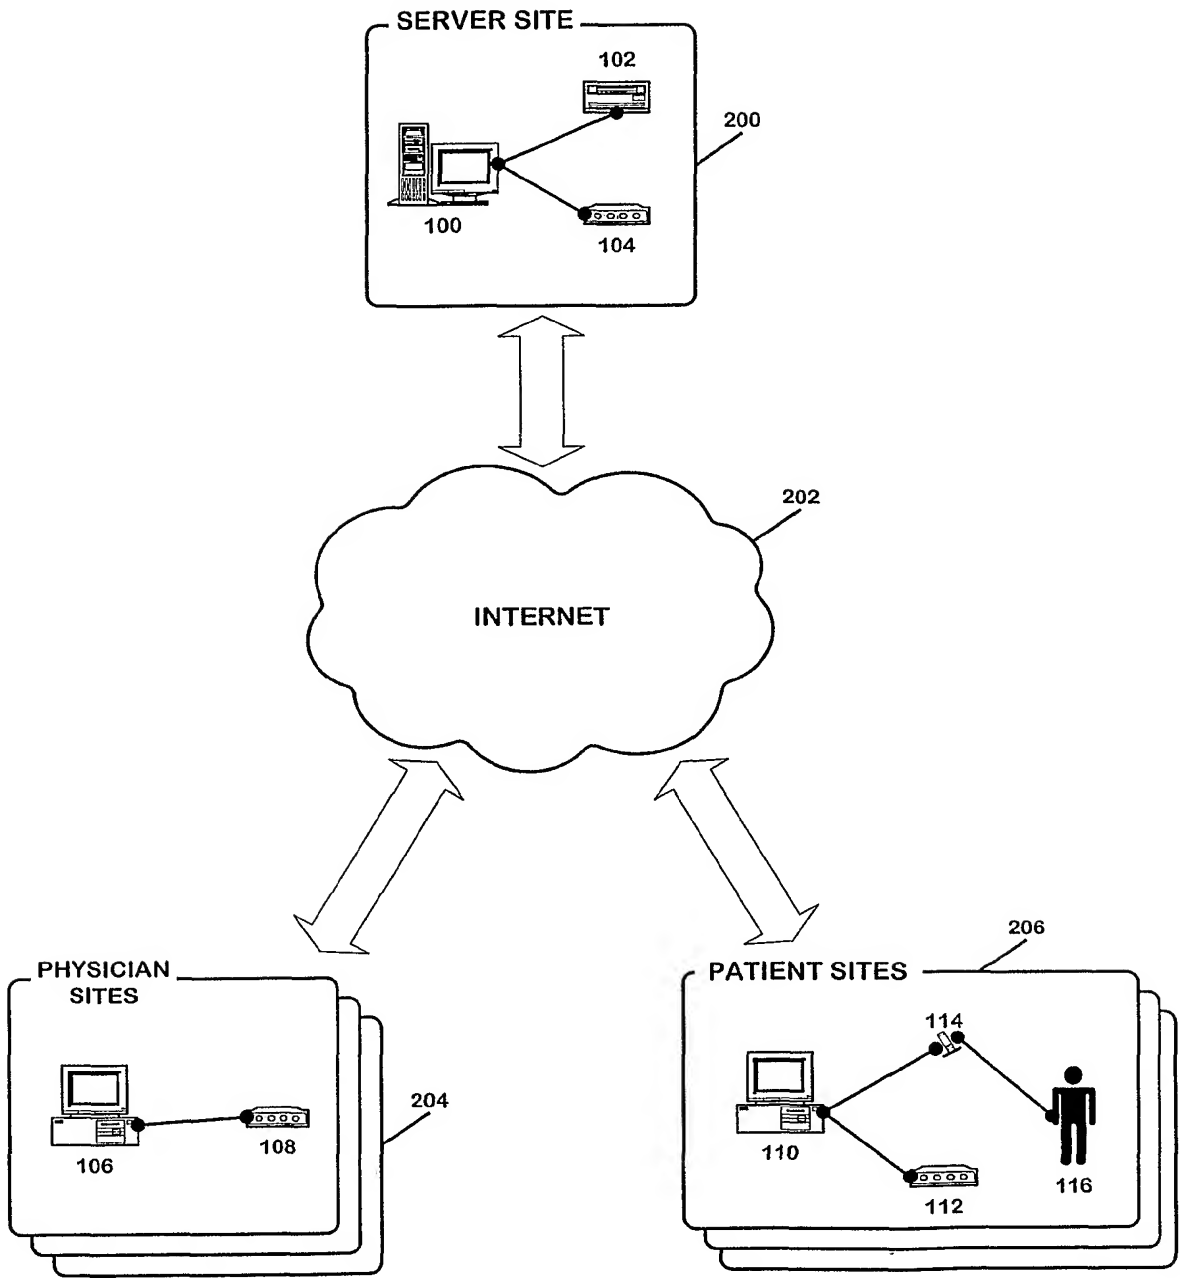 SERVER SITE
102
200
100
104
202
INTERNET
206
PHYSICIAN
SITES
PATIENT SITES
114
204
108
106
110
112
116